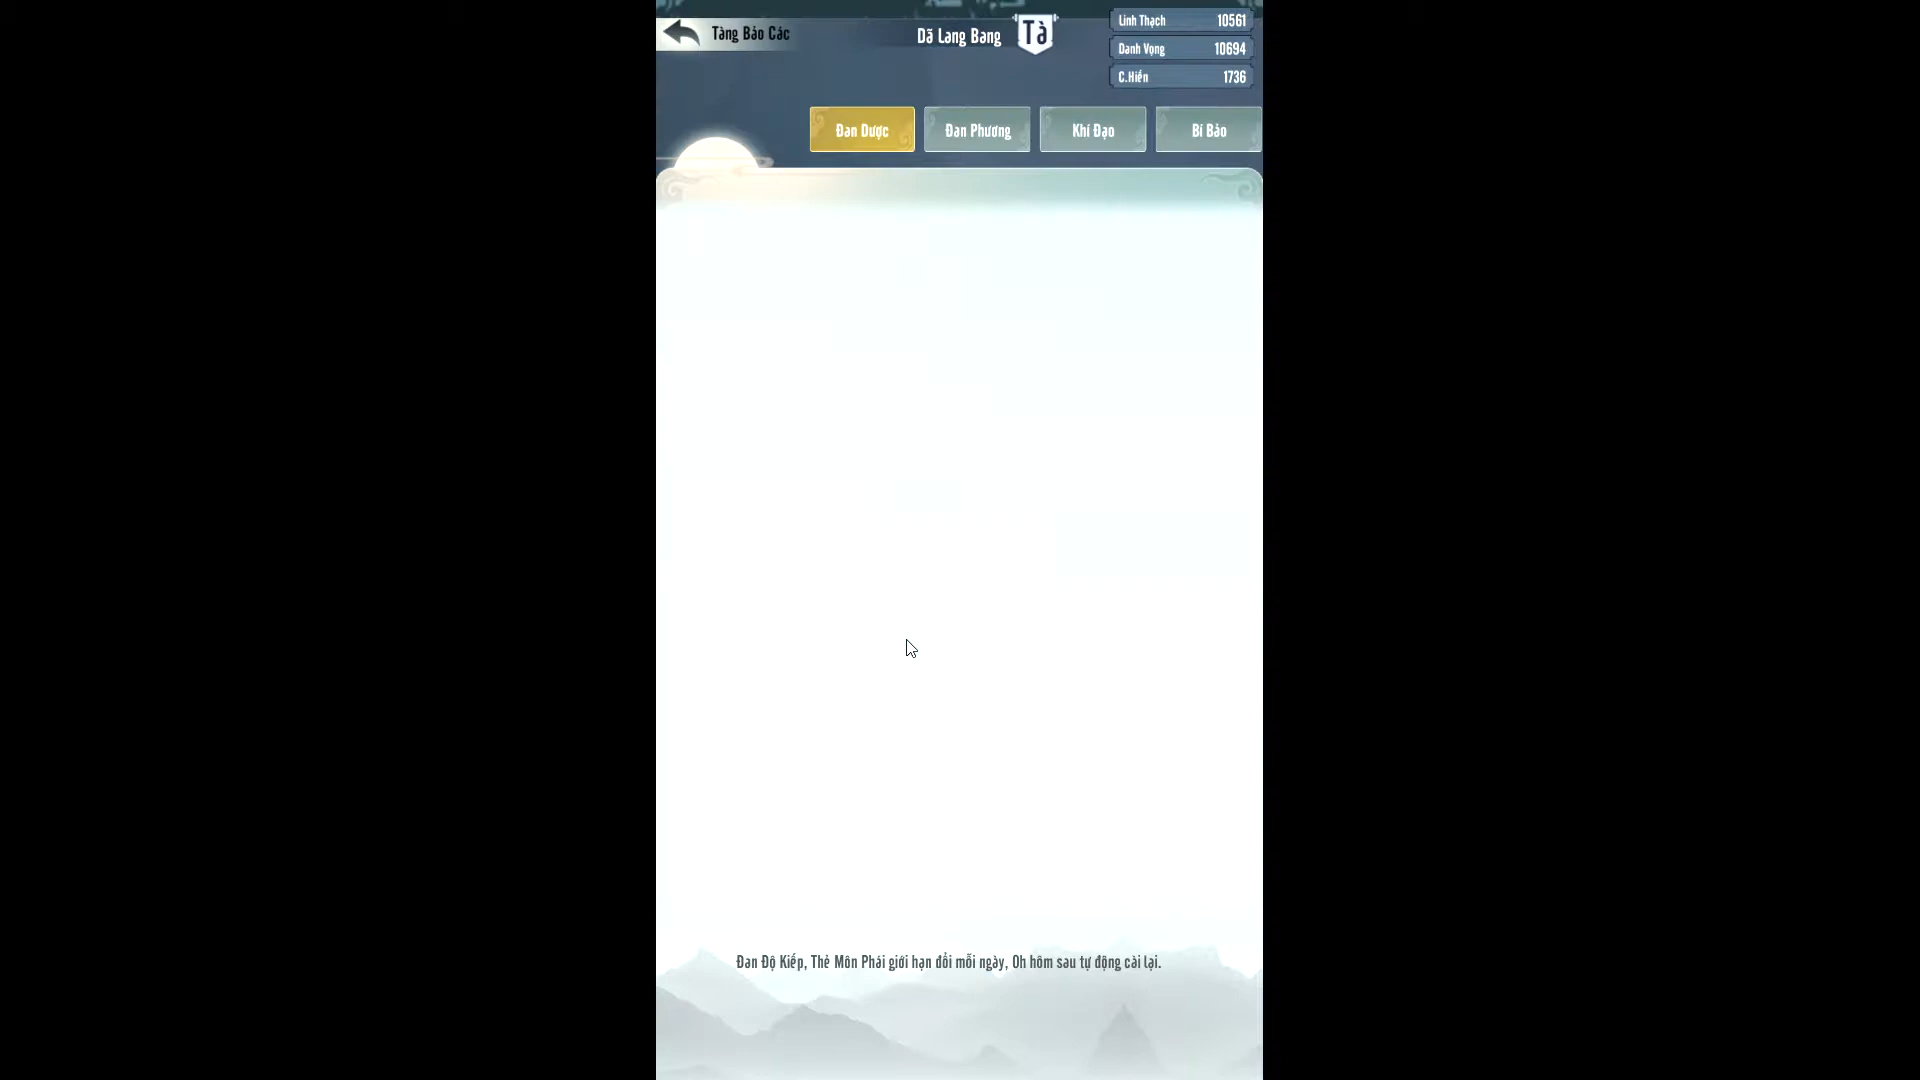 Tàng Bảo Các
Dã Lang Bang
Tà
Linh Thạch 10561
Danh Vọng 10694
C.Hiến 1736
Đan Dược
Đan Phương
Khí Đạo
Bí Bảo
Đan Độ Kiếp, Thẻ Môn Phái giới hạn đổi mỗi ngày, 0h hôm sau tự động cài lại.